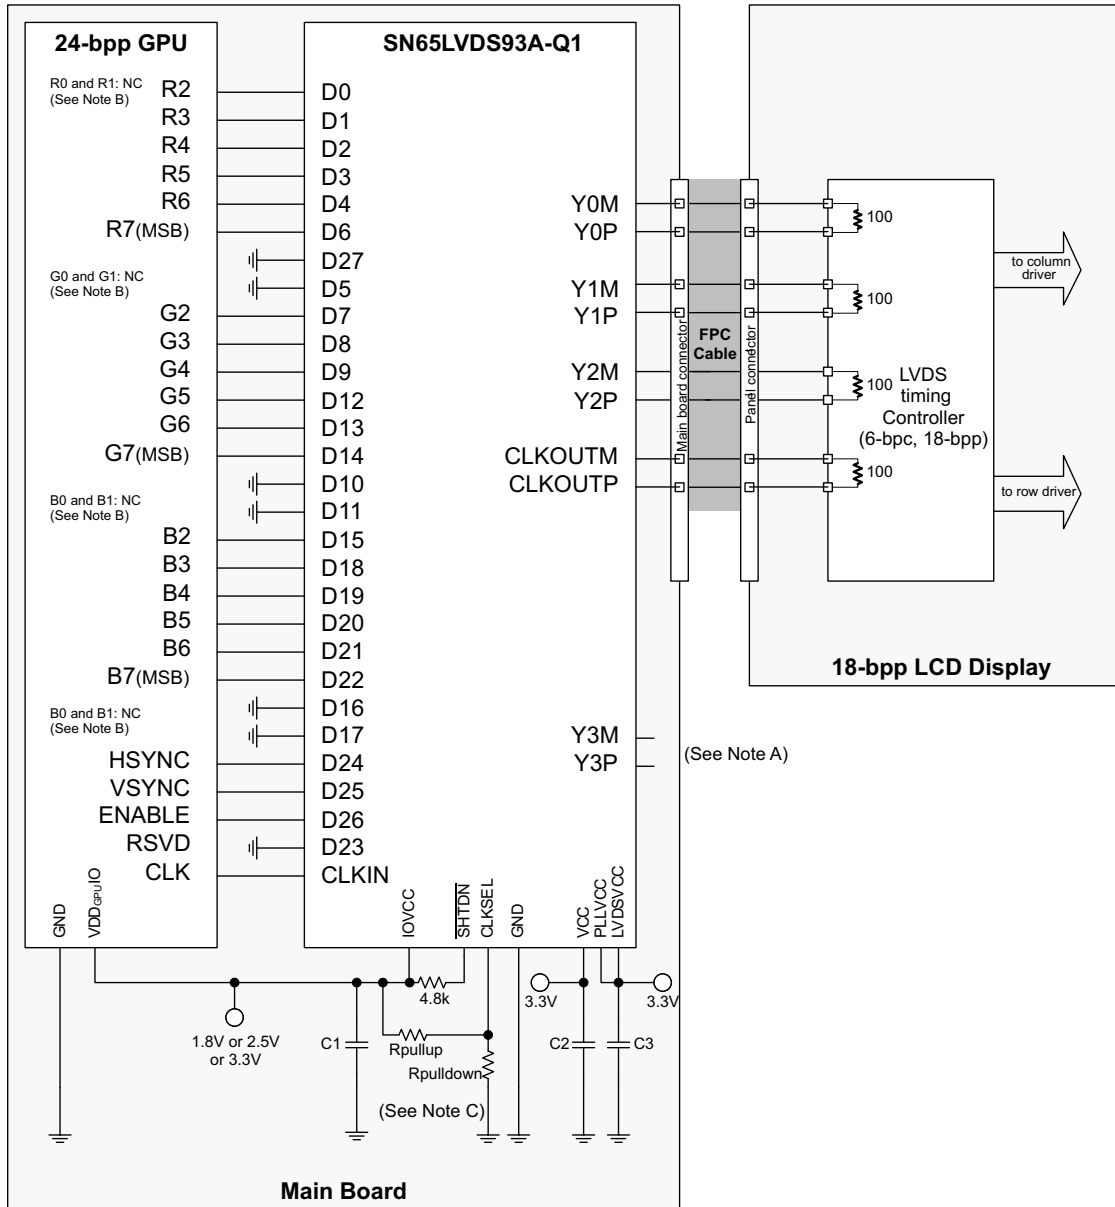 24-bpp GPU
SN65LVDS93A-Q1
R0 and R1: NC
(See Note B)
R2
D0
R3
D1
R4
D2
R5
D3
R6
D4
R7(MSB)
D6
D27
G0 and G1: NC
(See Note B)
D5
G2
D7
G3
D8
G4
D9
G5
D12
G6
D13
G7(MSB)
D14
D10
B0 and B1: NC
(See Note B)
D11
B2
D15
B3
D18
B4
D19
B5
D20
B6
D21
B7(MSB)
D22
D16
B0 and B1: NC
(See Note B)
D17
HSYNC
D24
VSYNC
D25
ENABLE
D26
RSVD
D23
CLK
CLKIN
Y0M
Y0P
Y1M
Y1P
Y2M
Y2P
CLKOUTM
CLKOUTP
Y3M
Y3P
(See Note A)
Main board connector
FPC
Cable
Panel connector
100
100
100
100
LVDS
timing
Controller
(6-bpc, 18-bpp)
to column
driver
to row driver
18-bpp LCD Display
GND
VDDGPUIO
IOVCC
SHTDN
CLKSEL
GND
VCC
PLLVCC
LVDSVCC
4.8k
3.3V
3.3V
1.8V or 2.5V
or 3.3V
C1
Rpullup
Rpulldown
C2
C3
(See Note C)
Main Board